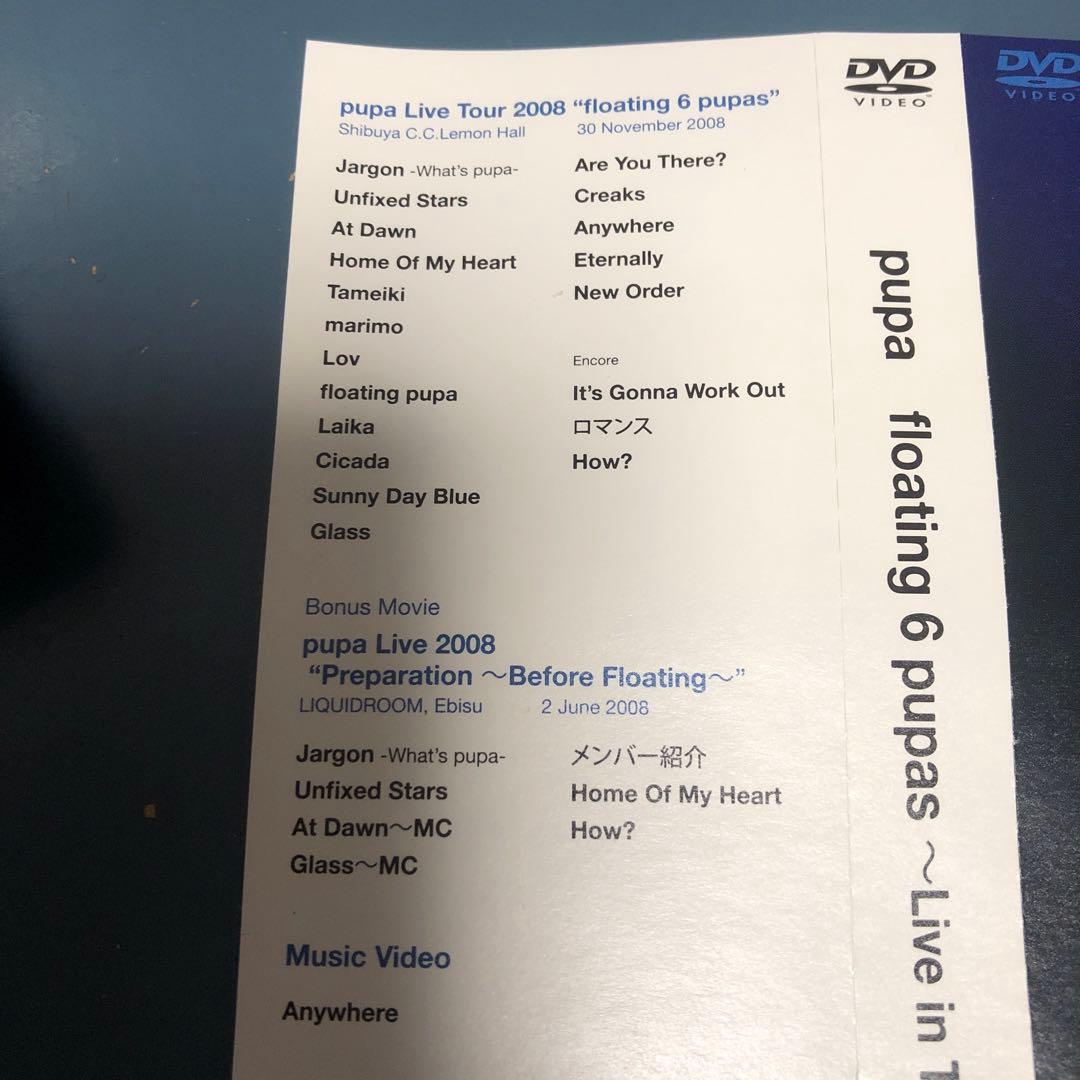 pupa Live Tour 2008 “floating 6 pupas”
Shibuya C.C.Lemon Hall 30 November 2008
Jargon -What's pupa-
Unfixed Stars
At Dawn
Home Of My Heart
Tameiki
marimo
Lov
floating pupa
Laika
Cicada
Sunny Day Blue
Glass
Are You There?
Creaks
Anywhere
Eternally
New Order
Encore
It's Gonna Work Out
ロマンス
How?
Bonus Movie
pupa Live 2008
“Preparation ～Before Floating～”
LIQUIDROOM, Ebisu 2 June 2008
Jargon -What's pupa-
Unfixed Stars
At Dawn～MC
Glass～MC
メンバー紹介
Home Of My Heart
How?
Music Video
Anywhere
DVD
VIDEO™
pupa floating 6 pupas ～Live in
DVD
VIDEO